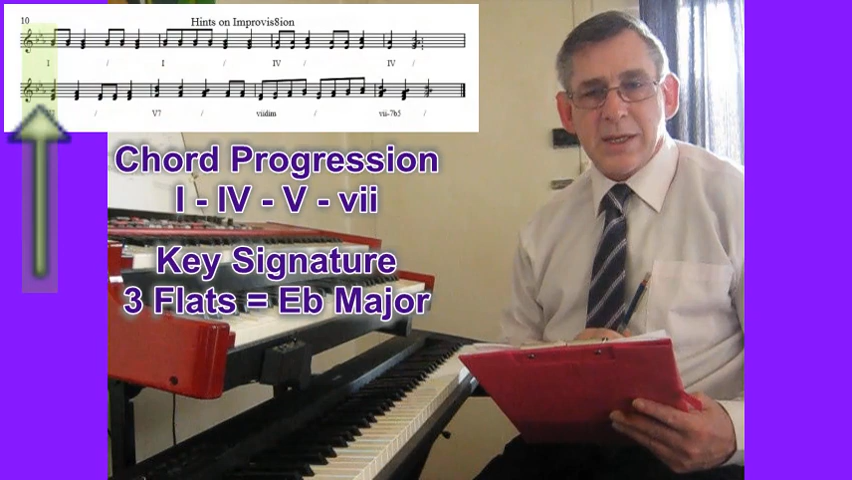 10
Hints on Improvis8ion
I / I / IV / IV /
/ V7 / viidim / vii-7b5 /
Chord Progression
I - IV - V - vii
Key Signature
3 Flats = Eb Major